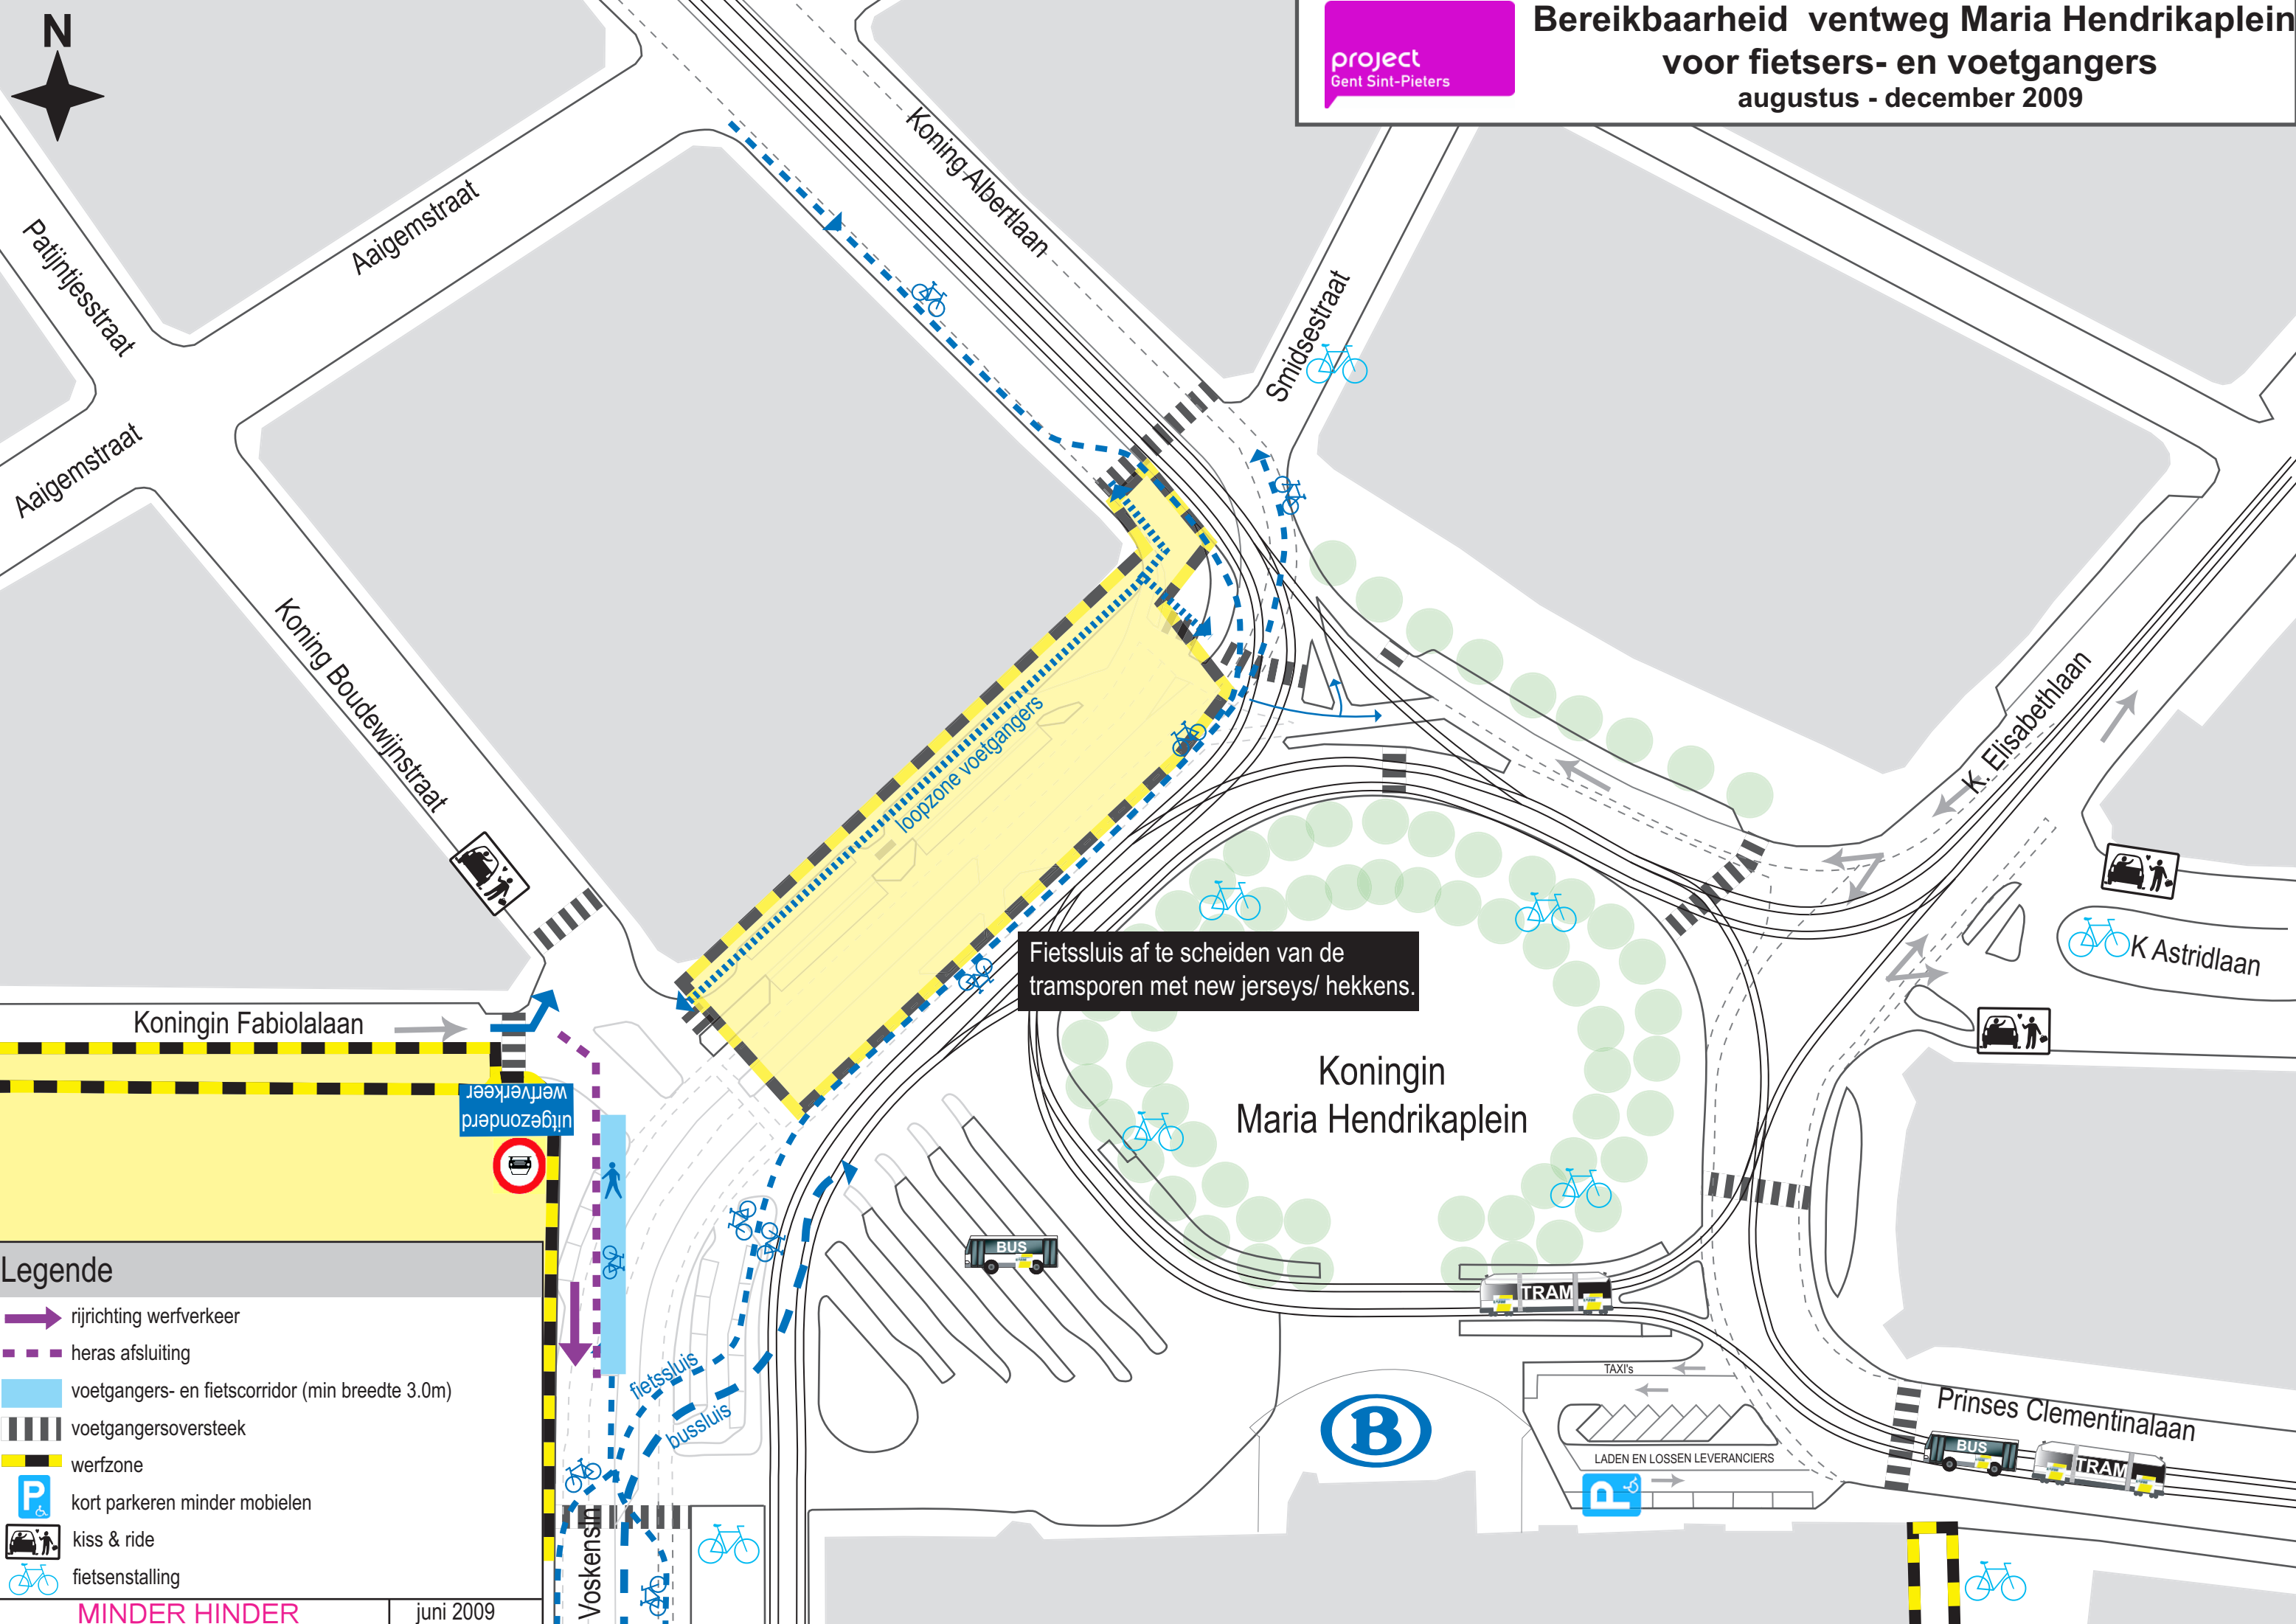 N
project
Gent Sint-Pieters
Bereikbaarheid ventweg Maria Hendrikaplein
voor fietsers- en voetgangers
augustus - december 2009
Koning Albertlaan
Patijntjesstraat
Aaigemstraat
Smidsestraat
Aaigemstraat
Koning Boudewijnstraat
K. Elisabethlaan
loopzone voetgangers
K Astridlaan
Fietssluis af te scheiden van de
tramsporen met new jerseys/ hekkens.
Koningin Fabiolalaan
uitgezonderd
werfverkeer
Koningin
Maria Hendrikaplein
BUS
TRAM
fietssluis
bussluis
TAXI's
B
LADEN EN LOSSEN LEVERANCIERS
P
Prinses Clementinalaan
BUS
TRAM
Voskensln
Legende
rijrichting werfverkeer
heras afsluiting
voetgangers- en fietscorridor (min breedte 3.0m)
voetgangersoversteek
werfzone
P
kort parkeren minder mobielen
kiss & ride
fietsenstalling
MINDER HINDER
juni 2009